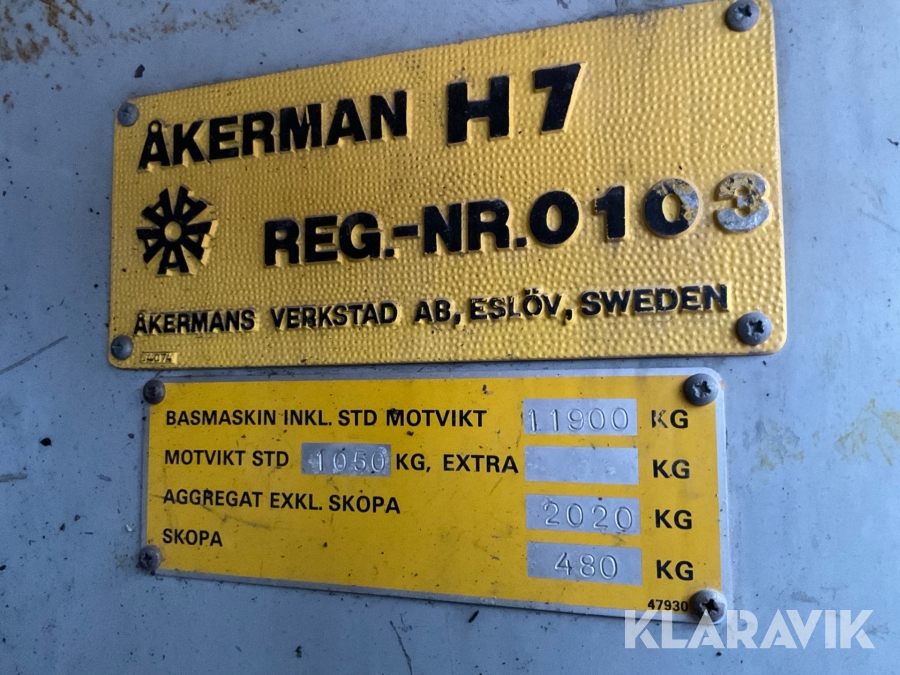 ÅKERMAN H7
REG.-NR.0103
ÅKERMANS VERKSTAD AB, ESLÖV, SWEDEN
BASMASKIN INKL. STD MOTVIKT 11900 KG
MOTVIKT STD 1050 KG, EXTRA KG
AGGREGAT EXKL. SKOPA 2020 KG
SKOPA 480 KG
47930
KLARAVIK